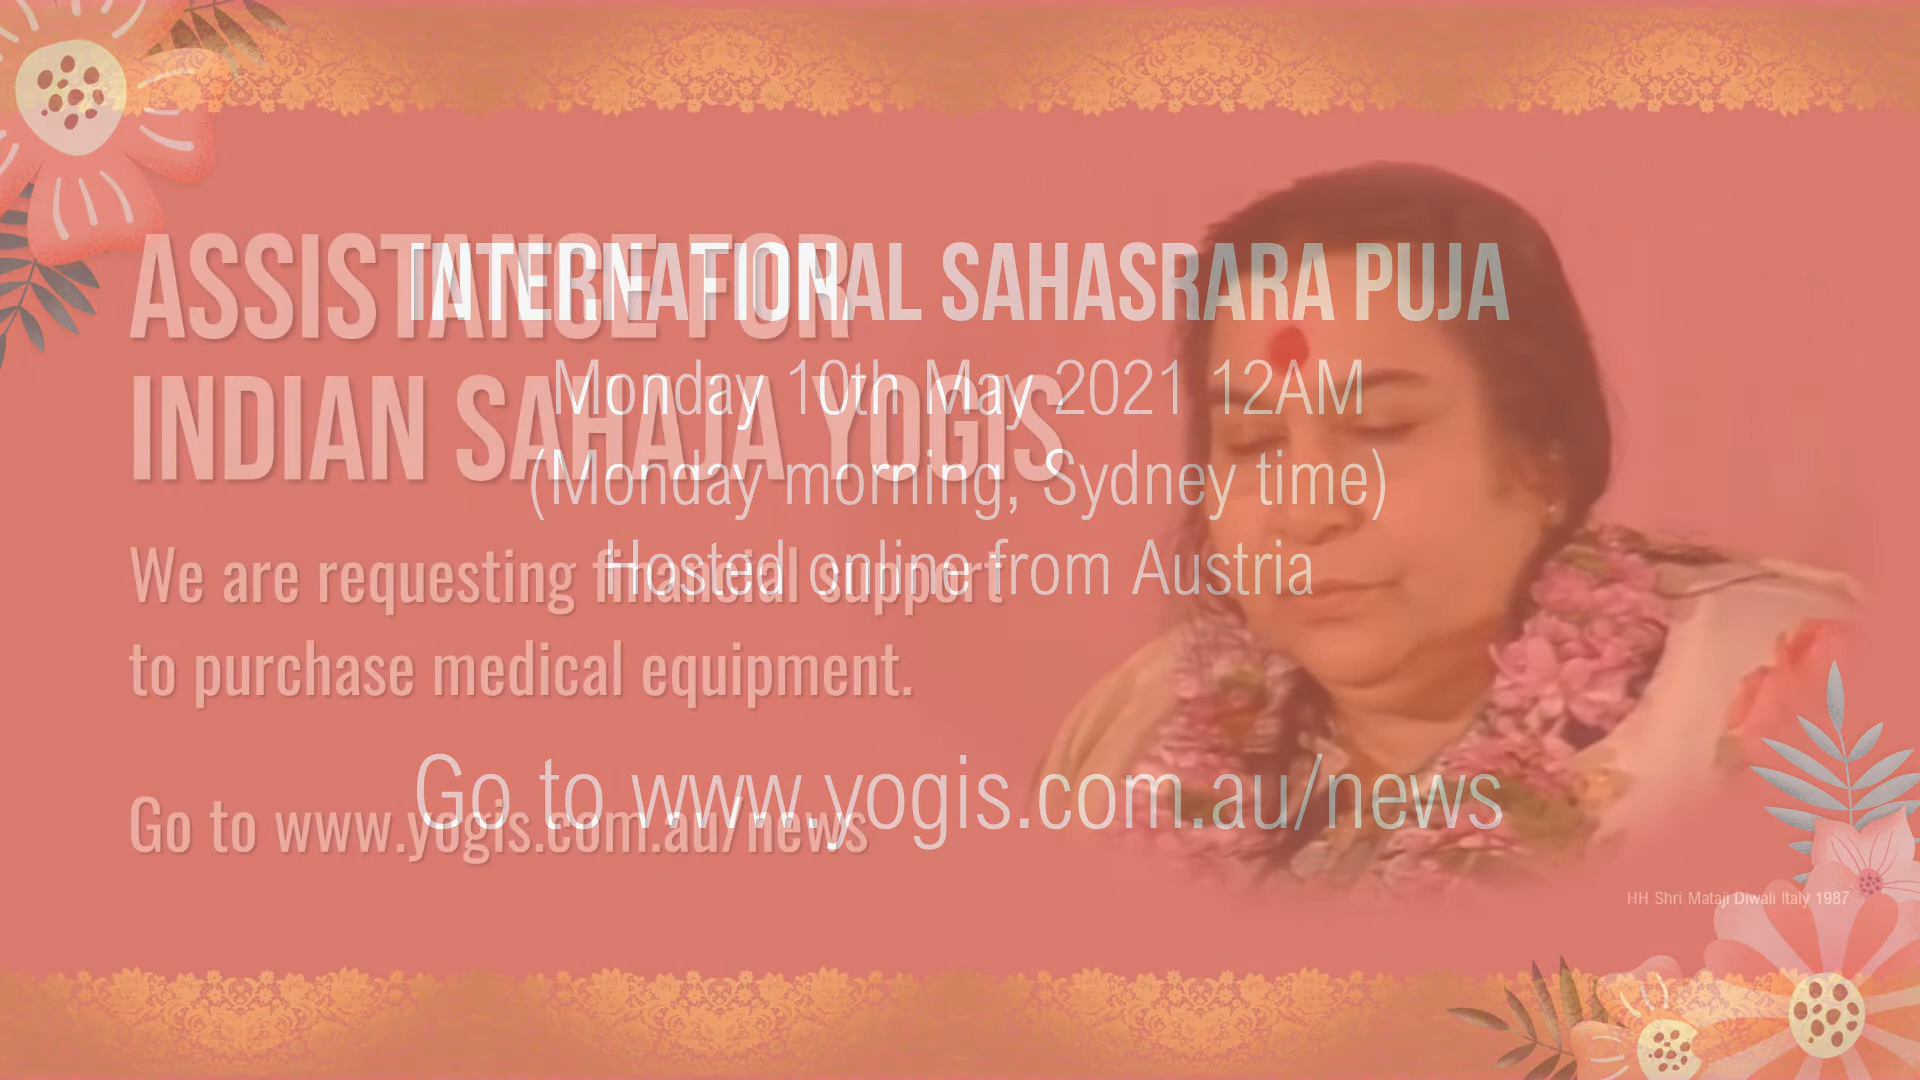 ASSISTANCE FOR
INDIAN SAHAJA YOGIS
We are requesting financial support
to purchase medical equipment.
Go to www.yogis.com.au/news
INTERNATIONAL SAHASRARA PUJA
Monday 10th May 2021 12AM
(Monday morning, Sydney time)
Hosted online from Austria
Go to www.yogis.com.au/news
HH Shri Mataji Diwali Italy 1987